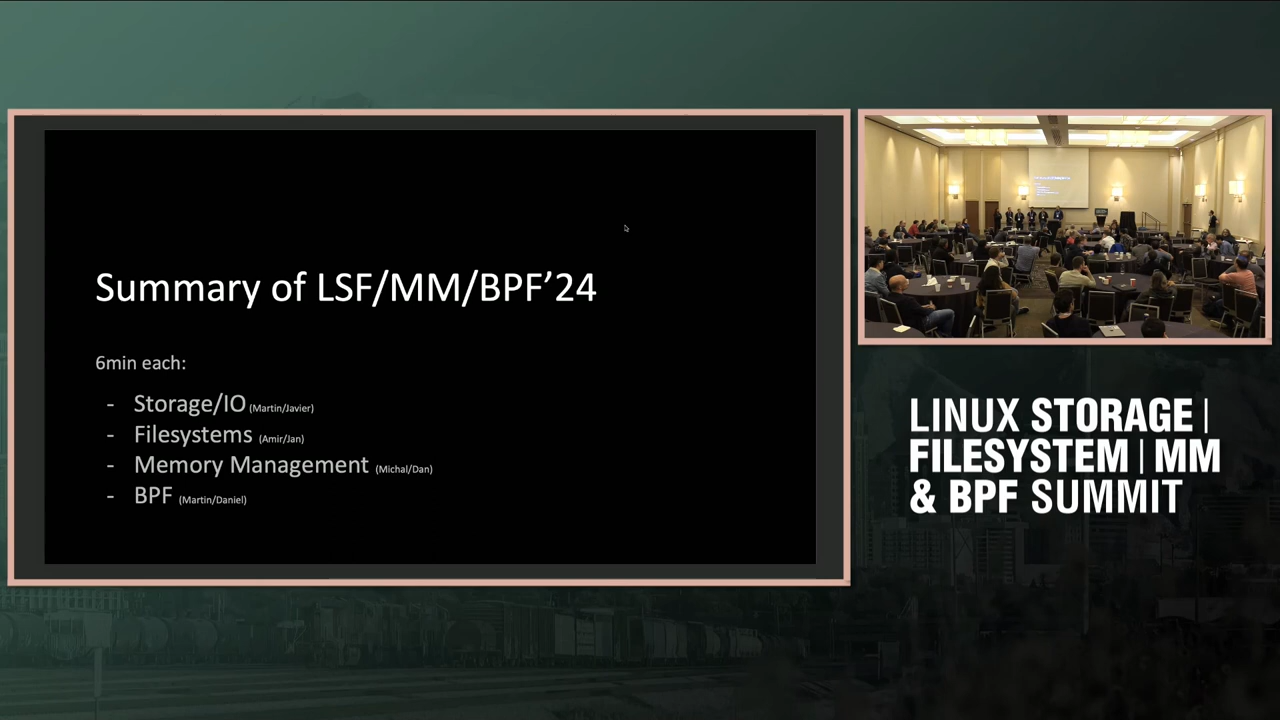 Summary of LSF/MM/BPF’24
6min each:
- Storage/IO (Martin/Javier)
- Filesystems (Amir/Jan)
- Memory Management (Michal/Dan)
- BPF (Martin/Daniel)
LINUX STORAGE |
FILESYSTEM | MM
& BPF SUMMIT